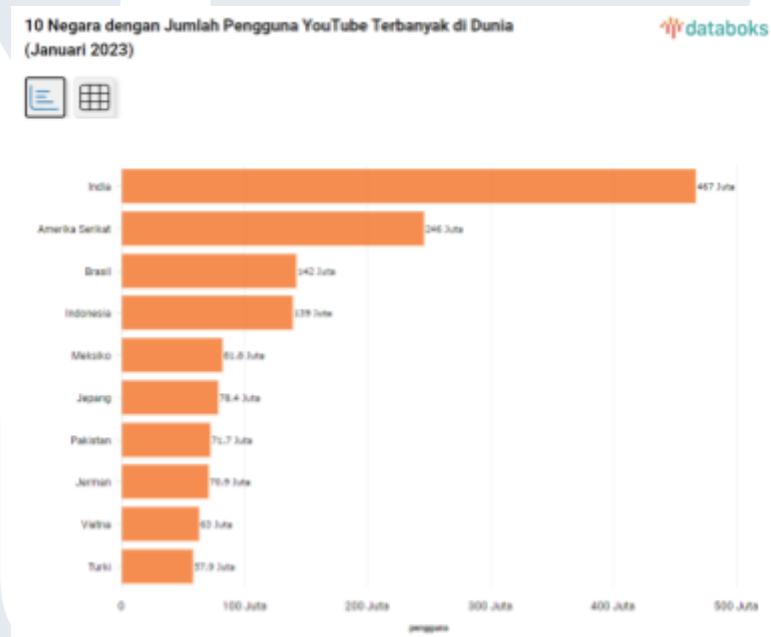 10 Negara dengan Jumlah Pengguna YouTube Terbanyak di Dunia
(Januari 2023)
databoks
India 467 Juta
Amerika Serikat 246 Juta
Brasil 142 Juta
Indonesia 139 Juta
Meksiko 81.8 Juta
Jepang 78.4 Juta
Pakistan 71.7 Juta
Jerman 70.9 Juta
Vietna 63 Juta
Turki 57.9 Juta
0 100 Juta 200 Juta 300 Juta 400 Juta 500 Juta
pengguna